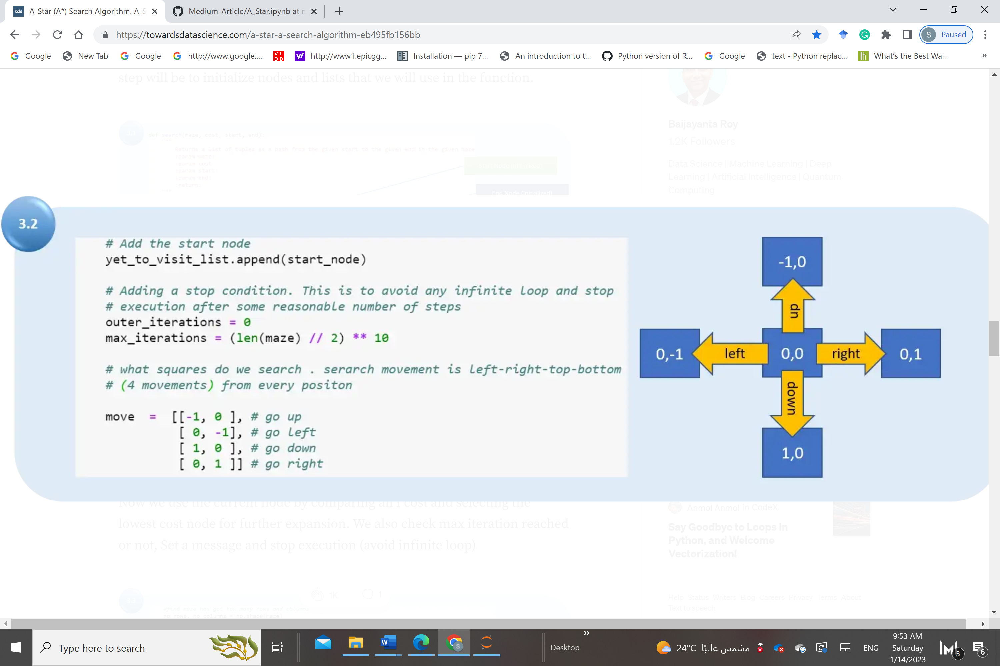 tds A-Star (A*) Search Algorithm. A-S
Medium-Article/A_Star.ipynb at m
https://towardsdatascience.com/a-star-a-search-algorithm-eb495fb156bb
S Paused
Google
New Tab
Google
http://www.google....
VL
DB
y! http://www1.epicgg...
Installation — pip 7...
An introduction to t...
Python version of R...
Google
text - Python replac...
lh What's the Best Wa...
»
step will be to initialize nodes and lists that we will use in the function.
Baijayanta Roy
1.2K Followers
Data Science | Machine Learning | Deep
Learning | Artificial Intelligence | Quantum
Computing
3.1
def search(maze, cost, start, end):
"""
Returns a list of tuples as a path from the given start to the given end in the given maze
:param maze:
:param cost
:param start:
:param end:
:return:
"""
End Node (Initialized)
3.2
# Add the start node
yet_to_visit_list.append(start_node)
# Adding a stop condition. This is to avoid any infinite loop and stop
# execution after some reasonable number of steps
outer_iterations = 0
max_iterations = (len(maze) // 2) ** 10
# what squares do we search . serarch movement is left-right-top-bottom
# (4 movements) from every positon
move = [[-1, 0 ], # go up
[ 0, -1], # go left
[ 1, 0 ], # go down
[ 0, 1 ]] # go right
-1,0
up
0,-1
left
0,0
right
0,1
down
1,0
Now we use the current node by comparing all f cost and selecting the
lowest cost node for further expansion. We also check max iteration reached
or not, Set a message and stop execution (avoid infinite loop)
Anmol Anmol in CodeX
Say Goodbye to Loops in
Python, and Welcome
Vectorization!
1K
1
3.3
#find maze has got how many rows and columns
no_rows, no_columns = np.shape(maze)
Help Status Writers Blog Careers Privacy Terms About
Text to speech
Type here to search
W
S
Desktop
»
24°C مشمس غالبًا
ENG
9:53 AM
Saturday
1/14/2023
3
6